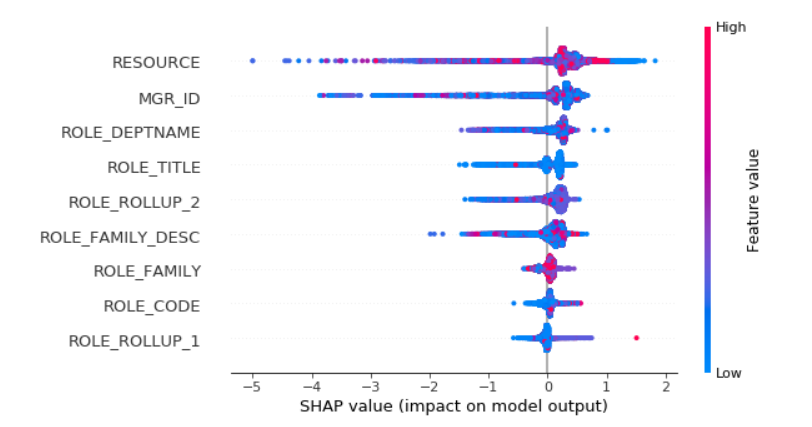 High
RESOURCE
MGR_ID
ROLE_DEPTNAME
ROLE_TITLE
ROLE_ROLLUP_2
ROLE_FAMILY_DESC
ROLE_FAMILY
ROLE_CODE
ROLE_ROLLUP_1
Feature value
Low
−5 −4 −3 −2 −1 0 1 2
SHAP value (impact on model output)